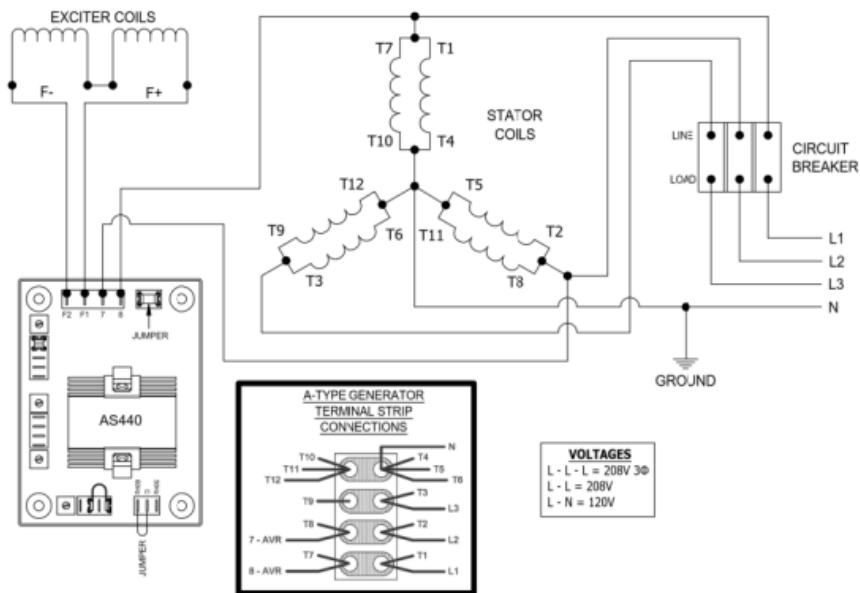 EXCITER COILS
F-
F+
T7
T1
T10
T4
STATOR
COILS
T12
T5
T9
T6
T11
T2
T3
T8
LINE
LOAD
CIRCUIT
BREAKER
L1
L2
L3
N
GROUND
F2 F1 7 8
JUMPER
AS440
JUMPER
A-TYPE GENERATOR
TERMINAL STRIP
CONNECTIONS
N
T10
T4
T11
T5
T12
T6
T3
T9
L3
T8
T2
7 - AVR
L2
T7
T1
8 - AVR
L1
VOLTAGES
L - L - L = 208V 3Φ
L - L = 208V
L - N = 120V